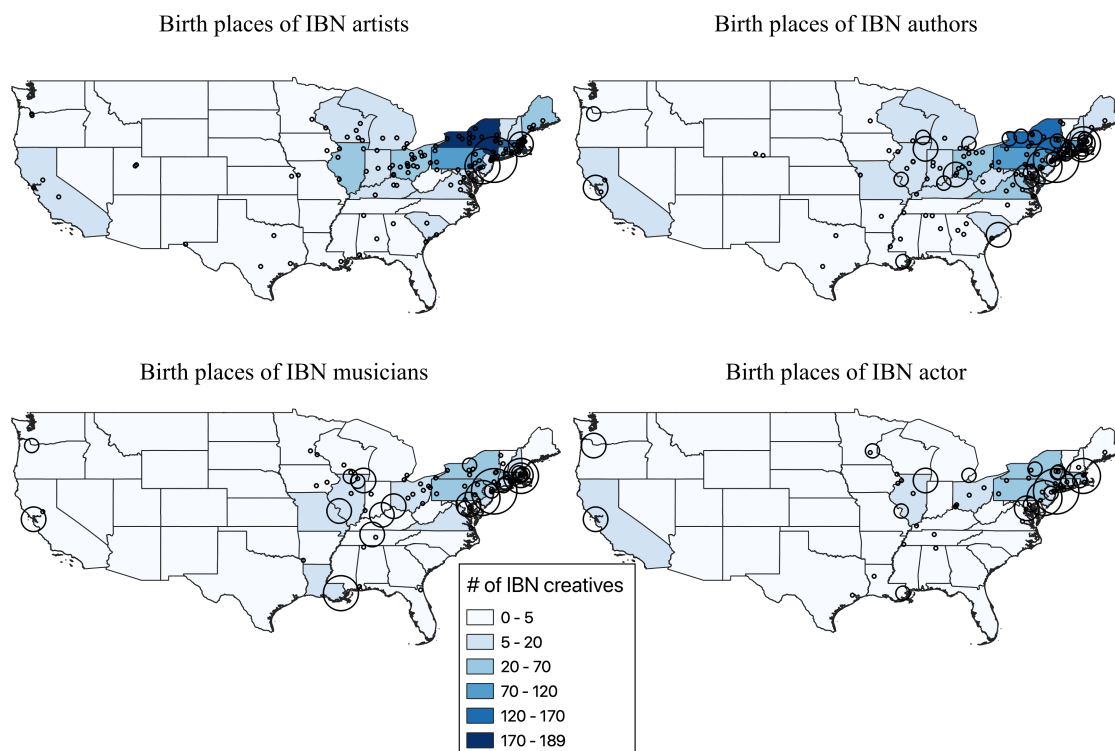 Birth places of IBN artists
Birth places of IBN authors
Birth places of IBN musicians
Birth places of IBN actor
# of IBN creatives
0 - 5
5 - 20
20 - 70
70 - 120
120 - 170
170 - 189